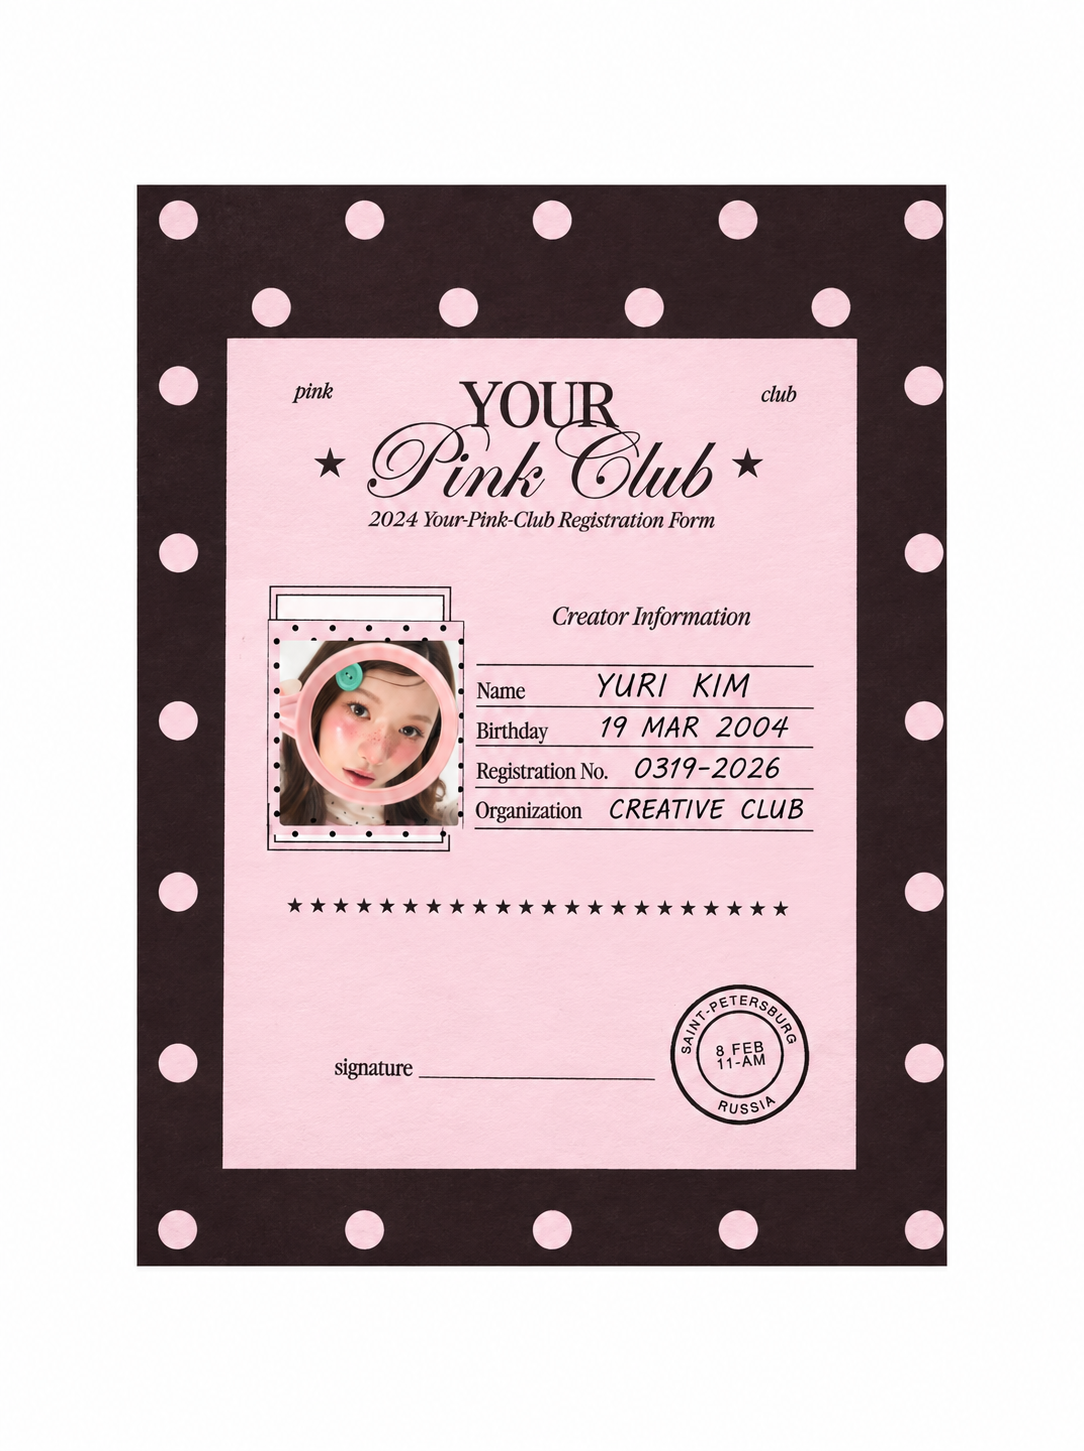 pink
club
YOUR
Pink Club
2024 Your-Pink-Club Registration Form
Creator Information
Name YURI KIM
Birthday 19 MAR 2004
Registration No. 0319-2026
Organization CREATIVE CLUB
signature
SAINT-PETERSBURG
8 FEB
11-AM
RUSSIA